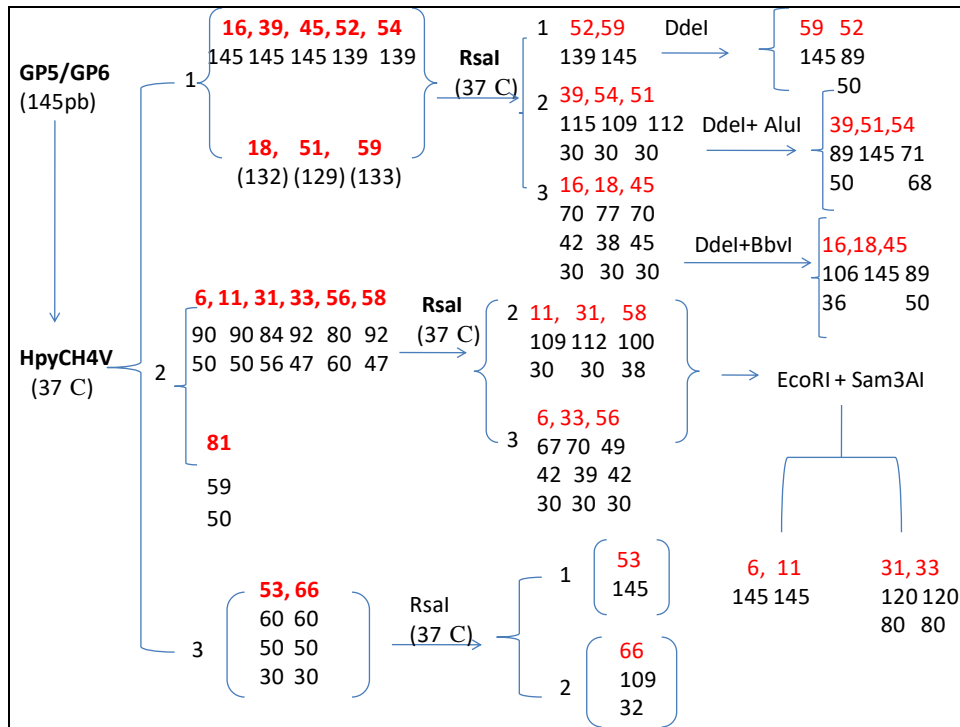 GP5/GP6
(145pb)
HpyCH4V
(37 C)
1
16, 39, 45, 52, 54
145 145 145 139 139
18, 51, 59
(132) (129) (133)
RsaI
(37 C)
1
52,59
139 145
DdeI
59 52
145 89
50
2
39, 54, 51
115 109 112
30 30 30
DdeI+ AluI
39,51,54
89 145 71
50 68
3
16, 18, 45
70 77 70
42 38 45
30 30 30
DdeI+BbvI
16,18,45
106 145 89
36 50
2
6, 11, 31, 33, 56, 58
90 90 84 92 80 92
50 50 56 47 60 47
81
59
50
RsaI
(37 C)
2
11, 31, 58
109 112 100
30 30 38
3
6, 33, 56
67 70 49
42 39 42
30 30 30
EcoRI + Sam3AI
6, 11
145 145
31, 33
120 120
80 80
3
53, 66
60 60
50 50
30 30
RsaI
(37 C)
1
53
145
2
66
109
32